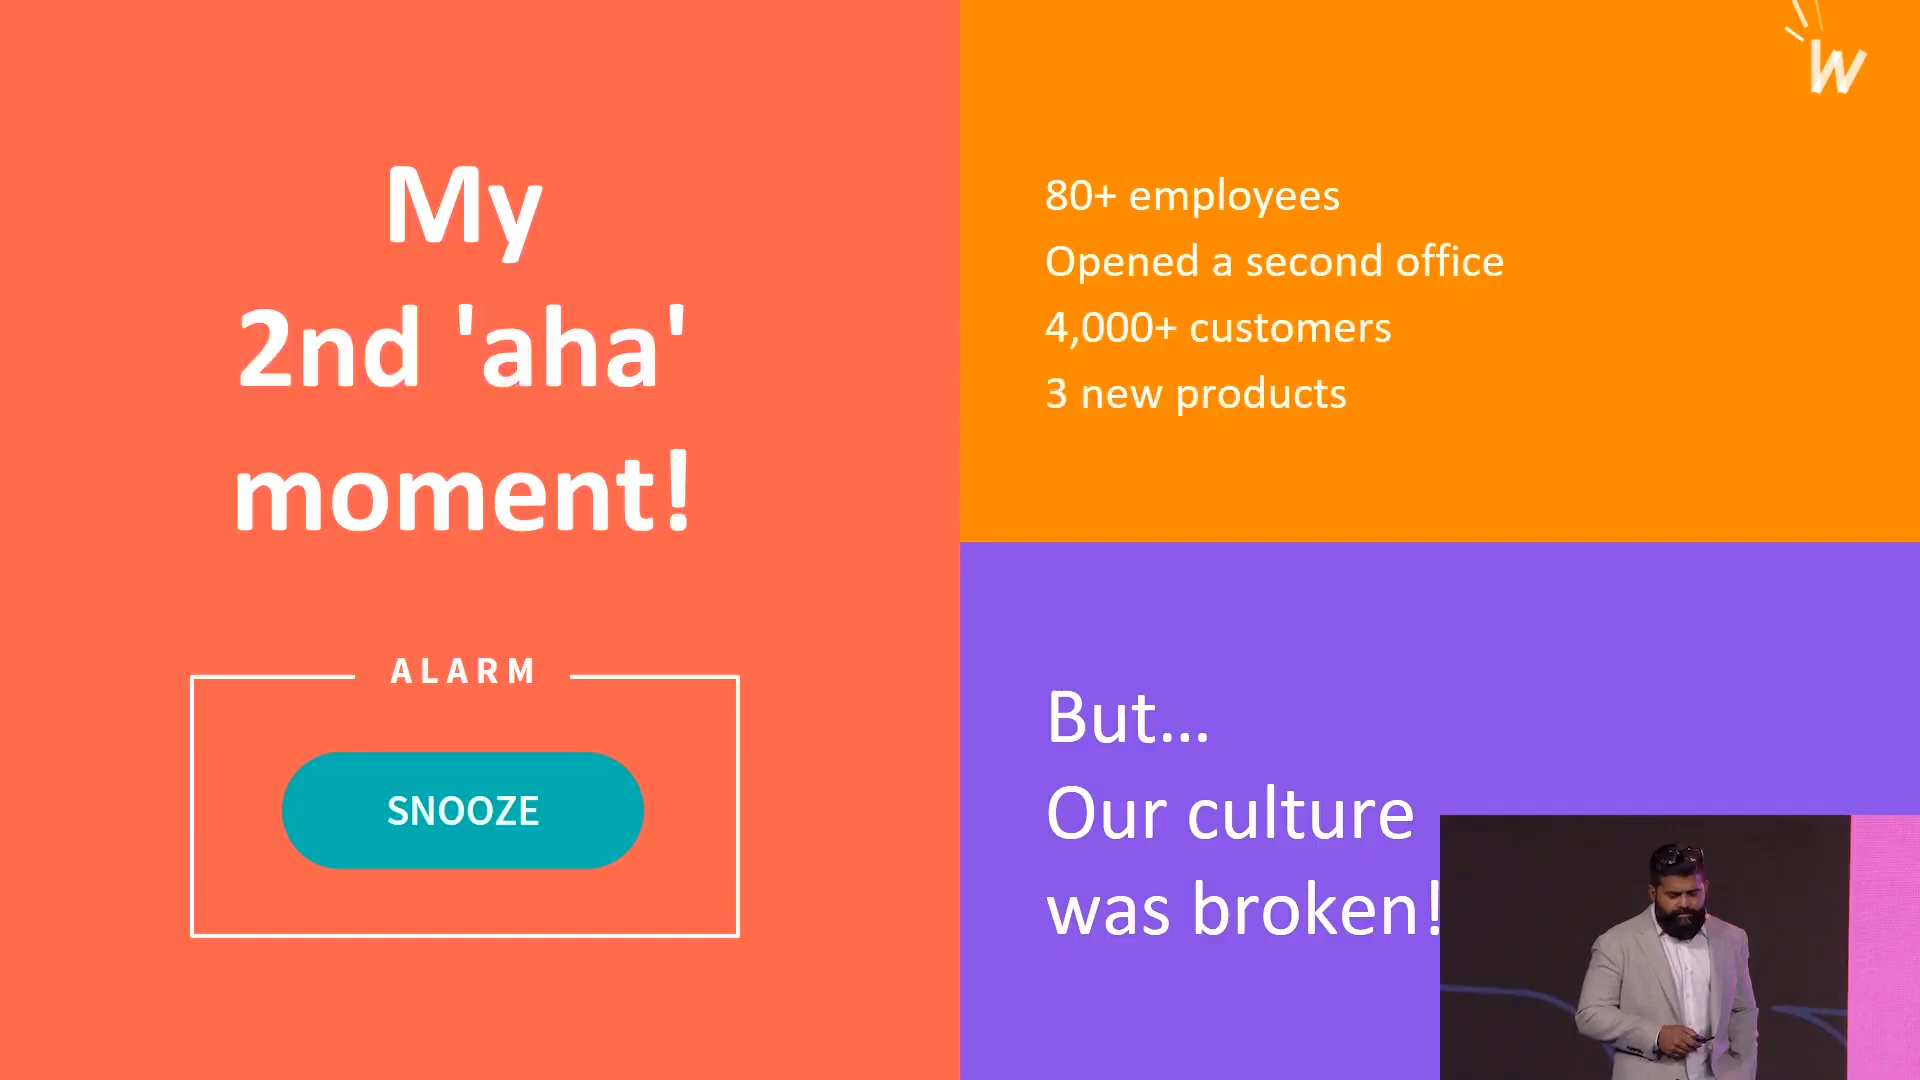 My
2nd 'aha'
moment!
ALARM
SNOOZE
W
80+ employees
Opened a second office
4,000+ customers
3 new products
But...
Our culture
was broken!